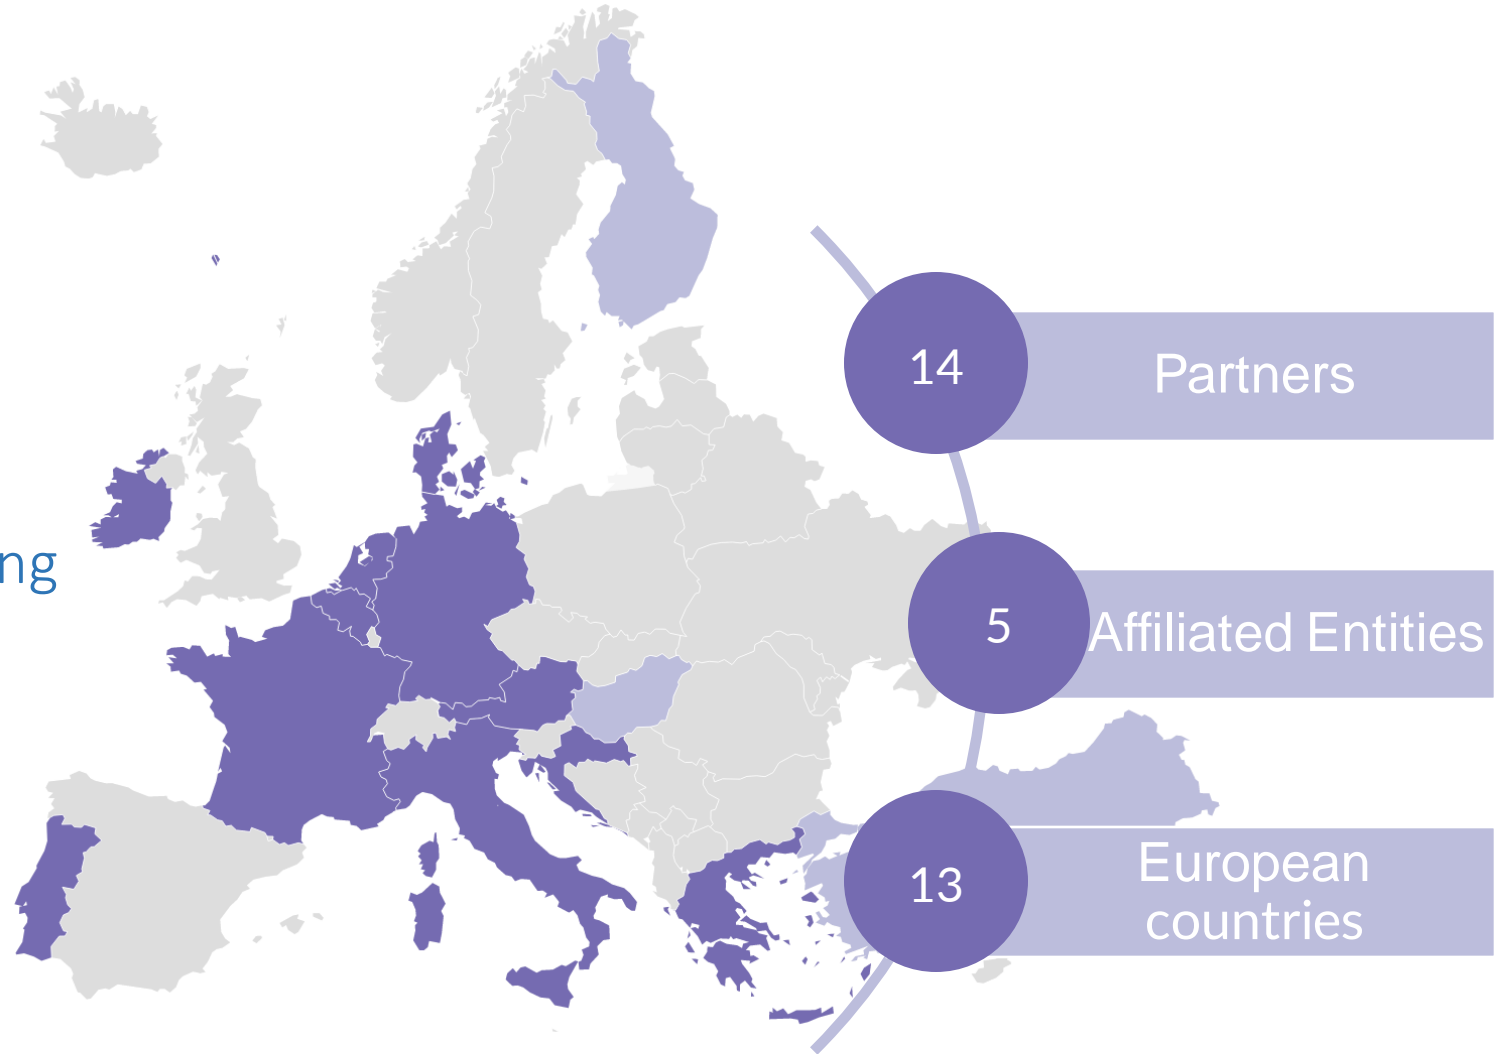 14
Partners
ng
5
Affiliated Entities
13
European
countries